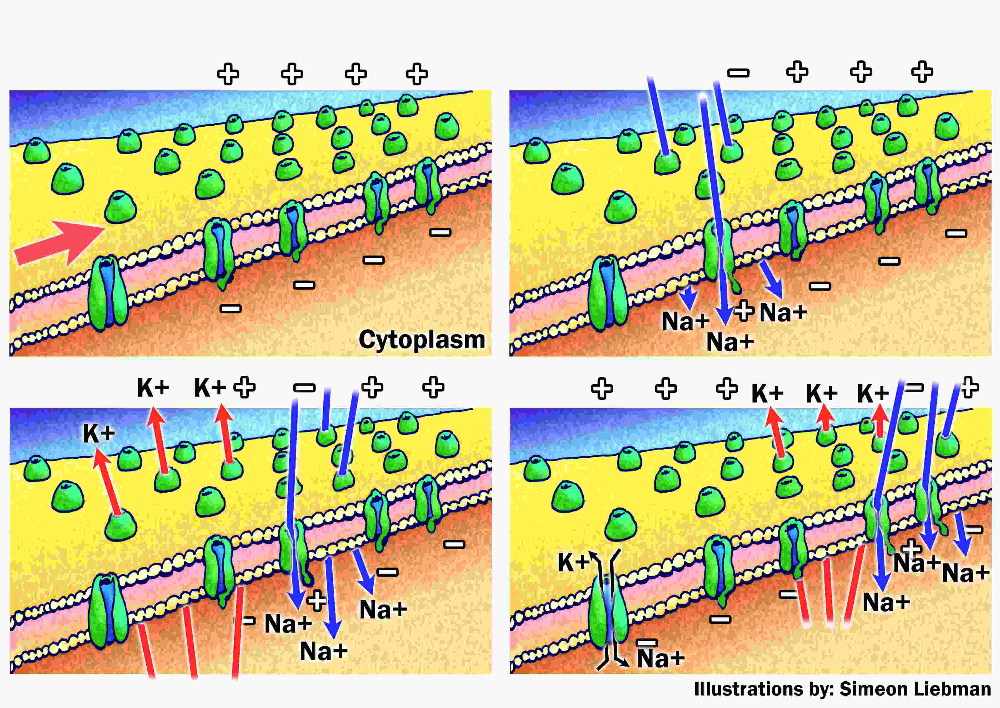 + + + +
− + + +
−
−
−
−
Cytoplasm
−
−
−
Na+ + Na+
Na+
K+ K+ + − + +
K+
−
−
+
−
Na+
Na+
Na+
+ + + K+ K+ K+ − +
−
+
K+
Na+
Na+
−
Na+
−
−
Na+
Illustrations by: Simeon Liebman